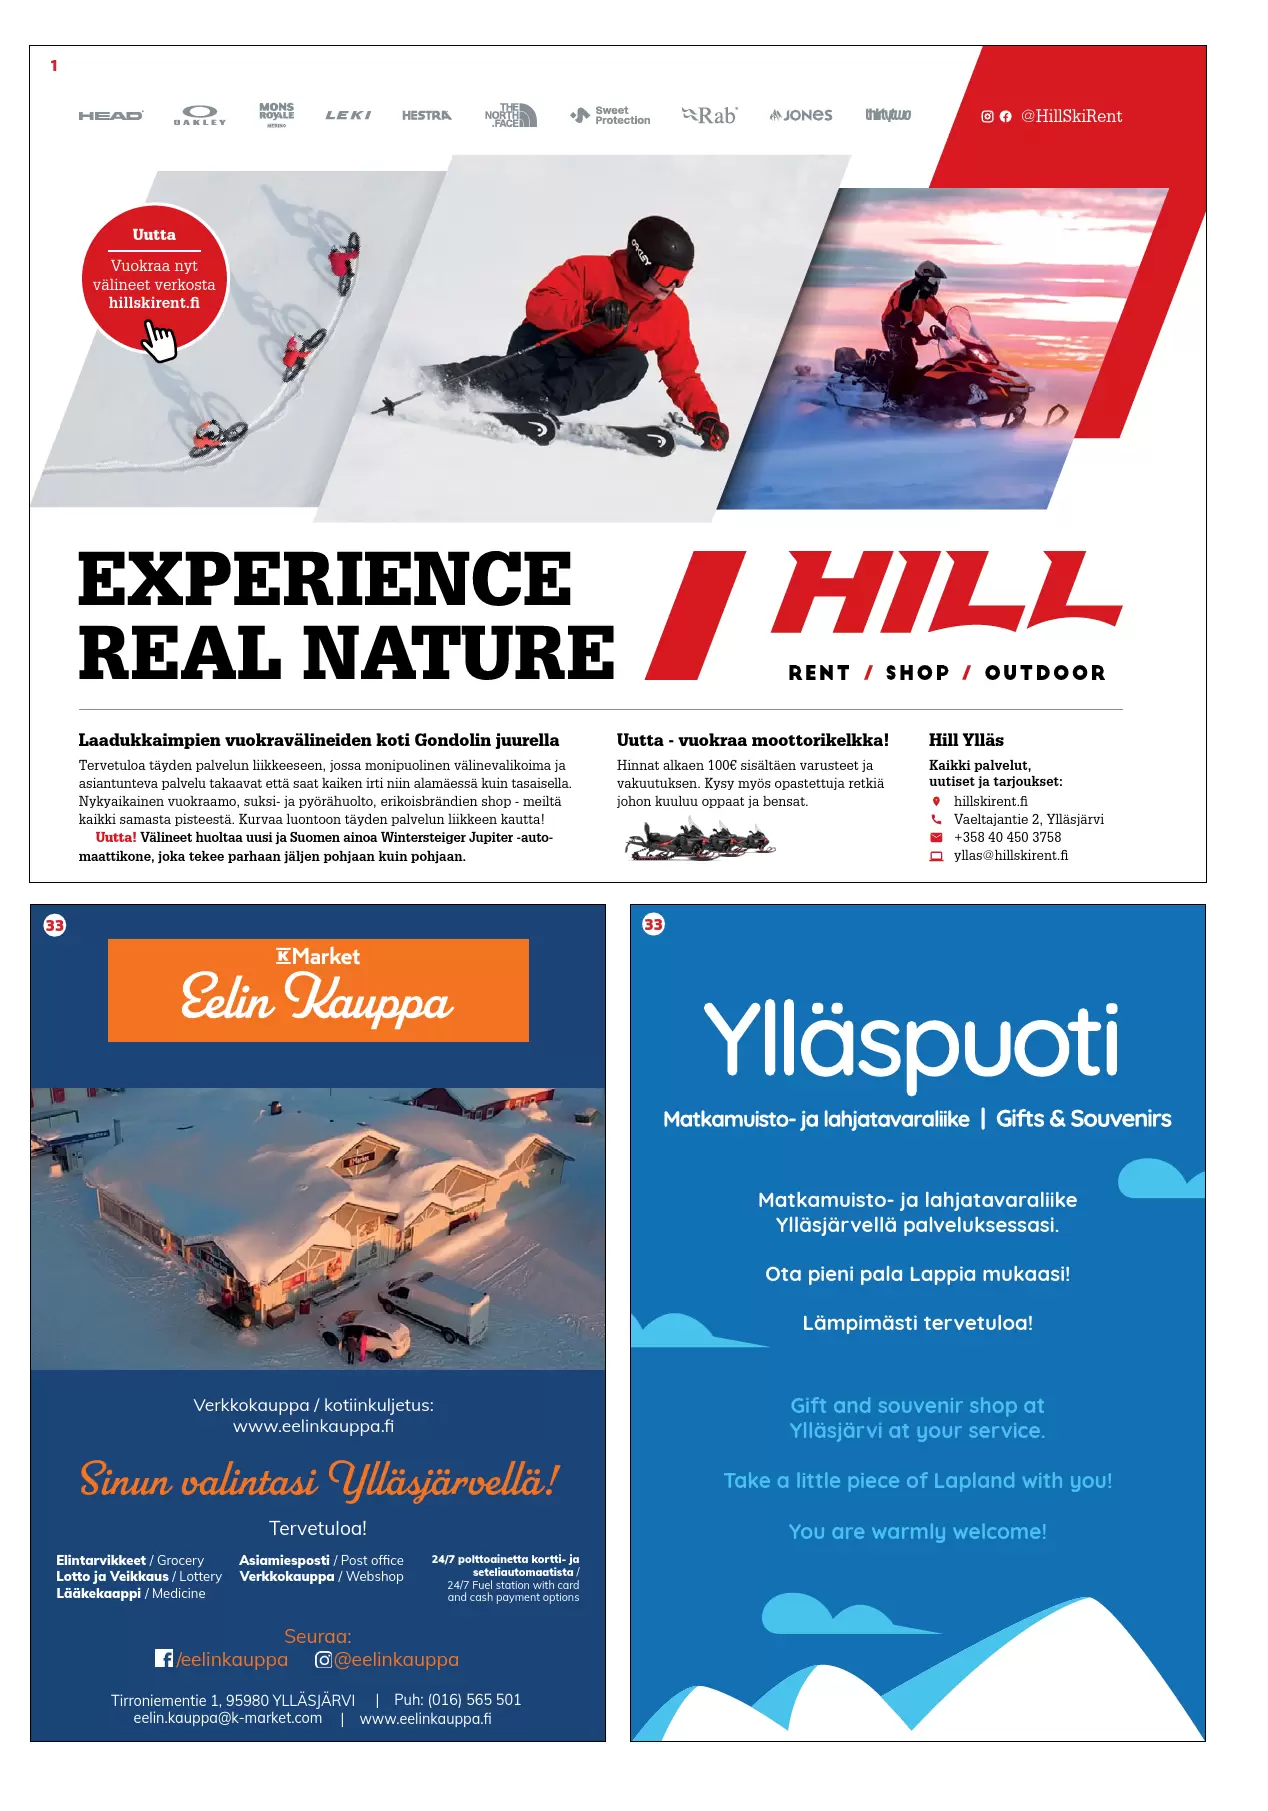 1
HEAD
OAKLEY
MONS
ROYALE
MERINO
LEKI
HESTRA
THE
NORTH
FACE
Sweet
Protection
Rab
JONES
thirtytwo
@HillSkiRent
Uutta
Vuokraa nyt
välineet verkosta
hillskirent.fi
OAKLEY
EXPERIENCE
REAL NATURE
HILL
RENT / SHOP / OUTDOOR
Laadukkaimpien vuokravälineiden koti Gondolin juurella
Tervetuloa täyden palvelun liikkeeseen, jossa monipuolinen välinevalikoima ja
asiantunteva palvelu takaavat että saat kaiken irti niin alamäessä kuin tasaisella.
Nykyaikainen vuokraamo, suksi- ja pyörähuolto, erikoisbrändien shop - meiltä
kaikki samasta pisteestä. Kurvaa luontoon täyden palvelun liikkeen kautta!
Uutta! Välineet huoltaa uusi ja Suomen ainoa Wintersteiger Jupiter -auto-
maattikone, joka tekee parhaan jäljen pohjaan kuin pohjaan.
Uutta - vuokraa moottorikelkka!
Hinnat alkaen 100€ sisältäen varusteet ja
vakuutuksen. Kysy myös opastettuja retkiä
johon kuuluu oppaat ja bensat.
Hill Ylläs
Kaikki palvelut,
uutiset ja tarjoukset:
hillskirent.fi
Vaeltajantie 2, Ylläsjärvi
+358 40 450 3758
yllas@hillskirent.fi
33
K Market
Eelin Kauppa
K Market
Verkkokauppa / kotiinkuljetus:
www.eelinkauppa.fi
Sinun valintasi Ylläsjärvellä!
Tervetuloa!
Elintarvikkeet / Grocery
Lotto ja Veikkaus / Lottery
Lääkekaappi / Medicine
Asiamiesposti / Post office
Verkkokauppa / Webshop
24/7 polttoainetta kortti- ja
seteliautomaatista /
24/7 Fuel station with card
and cash payment options
Seuraa:
/eelinkauppa @eelinkauppa
Tirroniementie 1, 95980 YLLÄSJÄRVI | Puh: (016) 565 501
eelin.kauppa@k-market.com | www.eelinkauppa.fi
33
Ylläspuoti
Matkamuisto- ja lahjatavaraliike | Gifts & Souvenirs
Matkamuisto- ja lahjatavaraliike
Ylläsjärvellä palveluksessasi.
Ota pieni pala Lappia mukaasi!
Lämpimästi tervetuloa!
Gift and souvenir shop at
Ylläsjärvi at your service.
Take a little piece of Lapland with you!
You are warmly welcome!